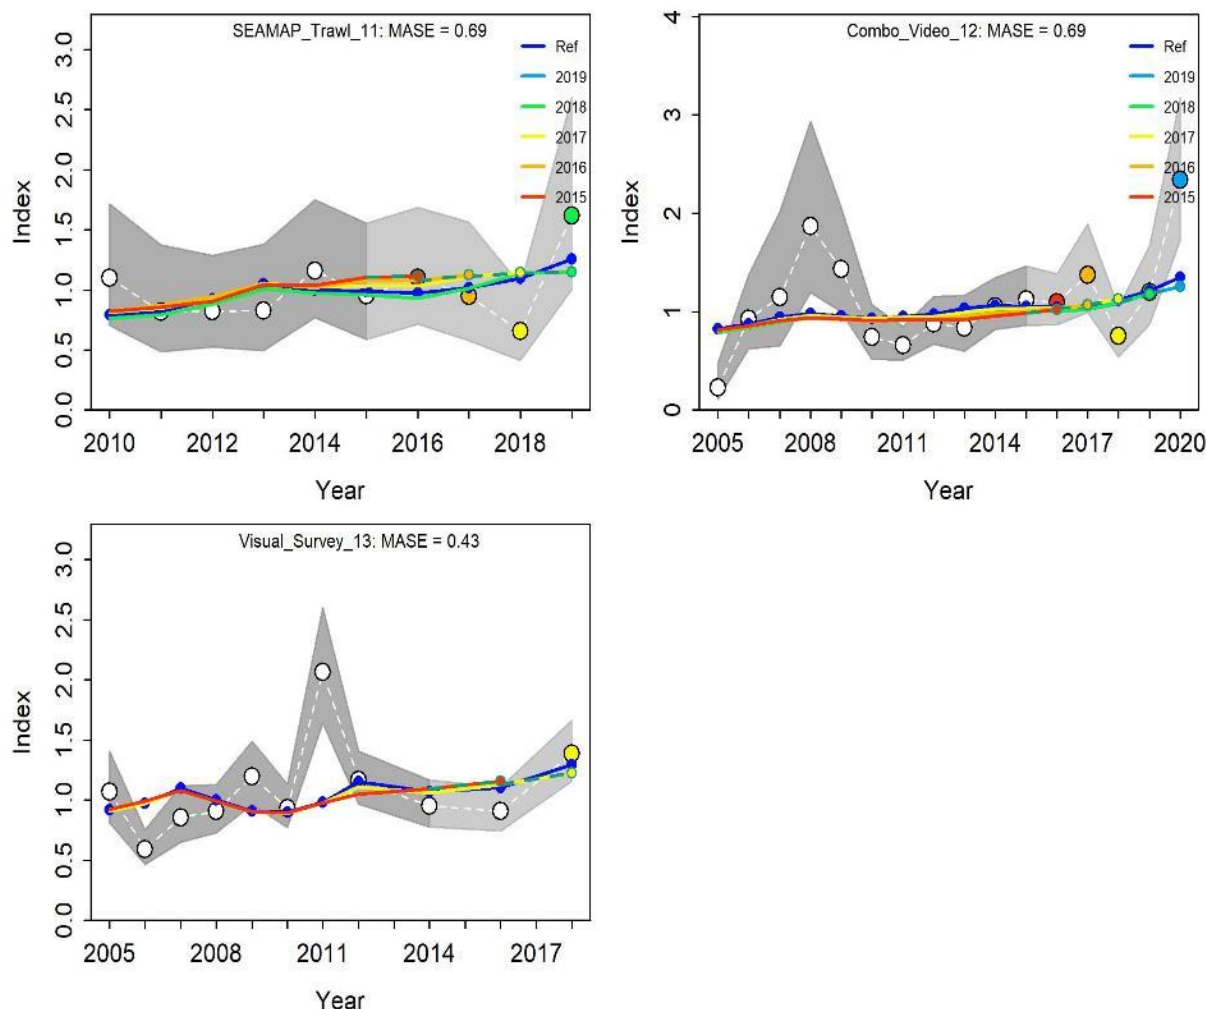 SEAMAP_Trawl_11: MASE = 0.69
Ref
2019
2018
2017
2016
2015
Index
0.0 0.5 1.0 1.5 2.0 2.5 3.0
2010 2012 2014 2016 2018
Year
Combo_Video_12: MASE = 0.69
Ref
2019
2018
2017
2016
2015
Index
0 1 2 3 4
2005 2008 2011 2014 2017 2020
Year
Visual_Survey_13: MASE = 0.43
Index
0.0 0.5 1.0 1.5 2.0 2.5 3.0
2005 2008 2011 2014 2017
Year